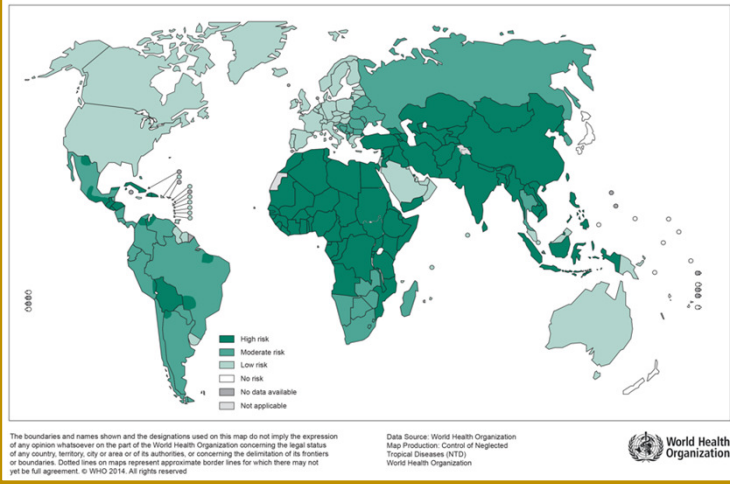 High risk
Moderate risk
Low risk
No risk
No data available
Not applicable
The boundaries and names shown and the designations used on this map do not imply the expression
of any opinion whatsoever on the part of the World Health Organization concerning the legal status
of any country, territory, city or area or of its authorities, or concerning the delimitation of its frontiers
or boundaries. Dotted lines on maps represent approximate border lines for which there may not
yet be full agreement. © WHO 2014. All rights reserved
Data Source: World Health Organization
Map Production: Control of Neglected
Tropical Diseases (NTD)
World Health Organization
World Health
Organization